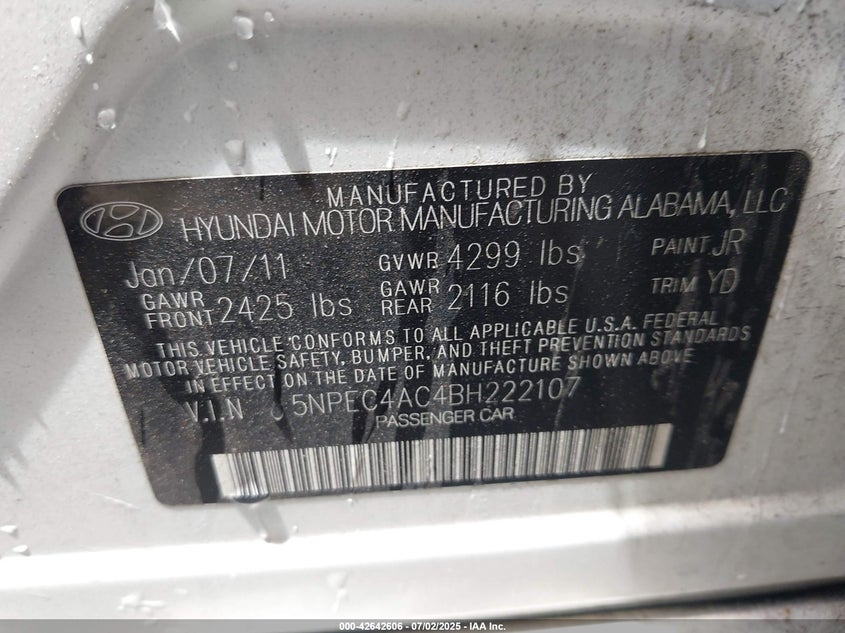 MANUFACTURED BY
HYUNDAI MOTOR MANUFACTURING ALABAMA, LLC
Jan/07/11 GVWR 4299 lbs PAINT JR
GAWR FRONT 2425 lbs GAWR REAR 2116 lbs TRIM YD
THIS VEHICLE CONFORMS TO ALL APPLICABLE U.S.A. FEDERAL
MOTOR VEHICLE SAFETY, BUMPER, AND THEFT PREVENTION STANDARDS
IN EFFECT ON THE DATE OF MANUFACTURE SHOWN ABOVE
V.I.N 5NPEC4AC4BH222107
PASSENGER CAR
000-42642606 - 07/02/2025 - IAA Inc.